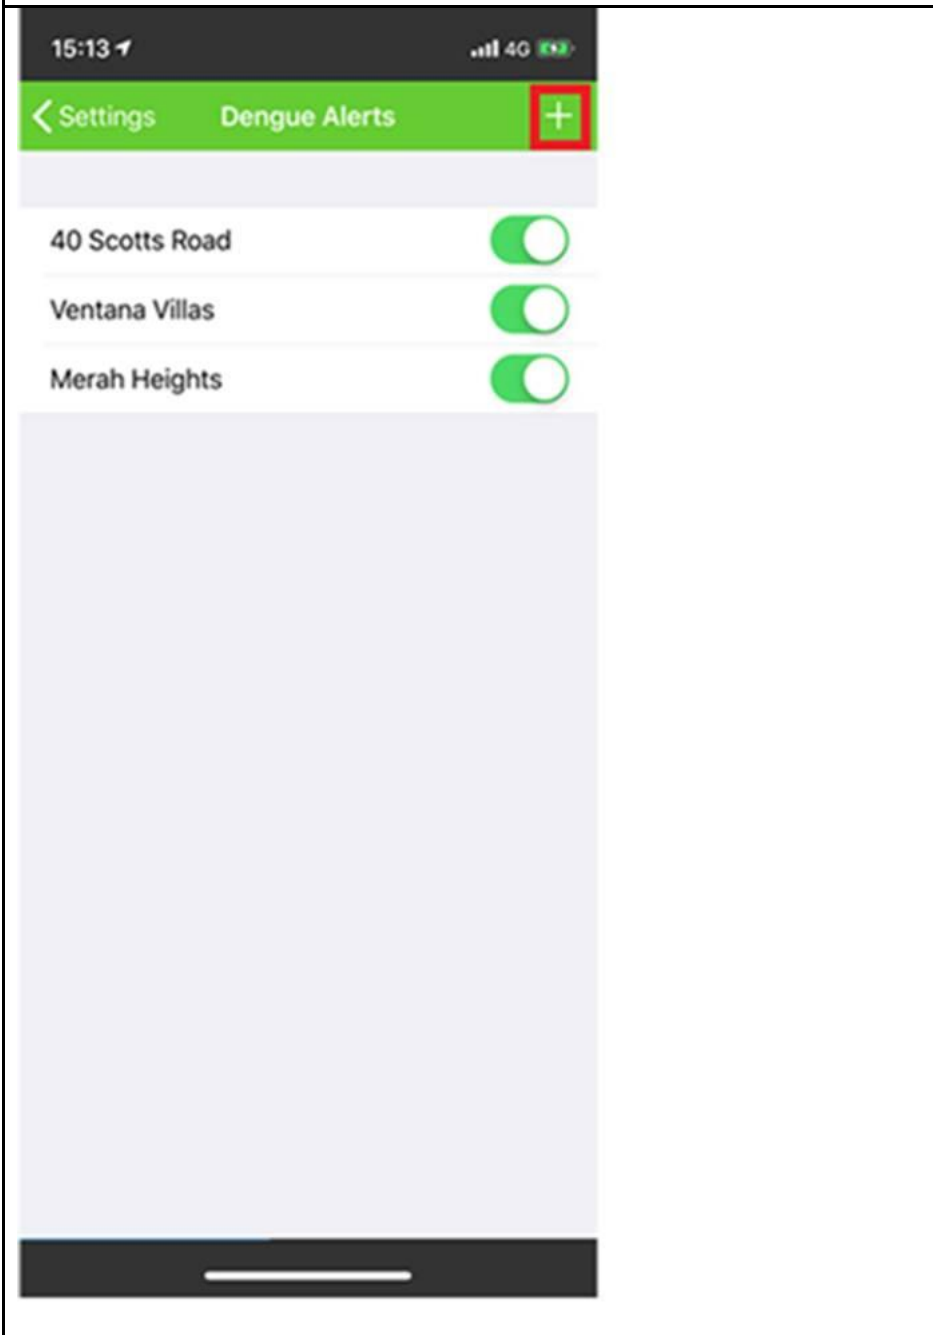 15:13
4G
Settings
Dengue Alerts
+
40 Scotts Road
Ventana Villas
Merah Heights